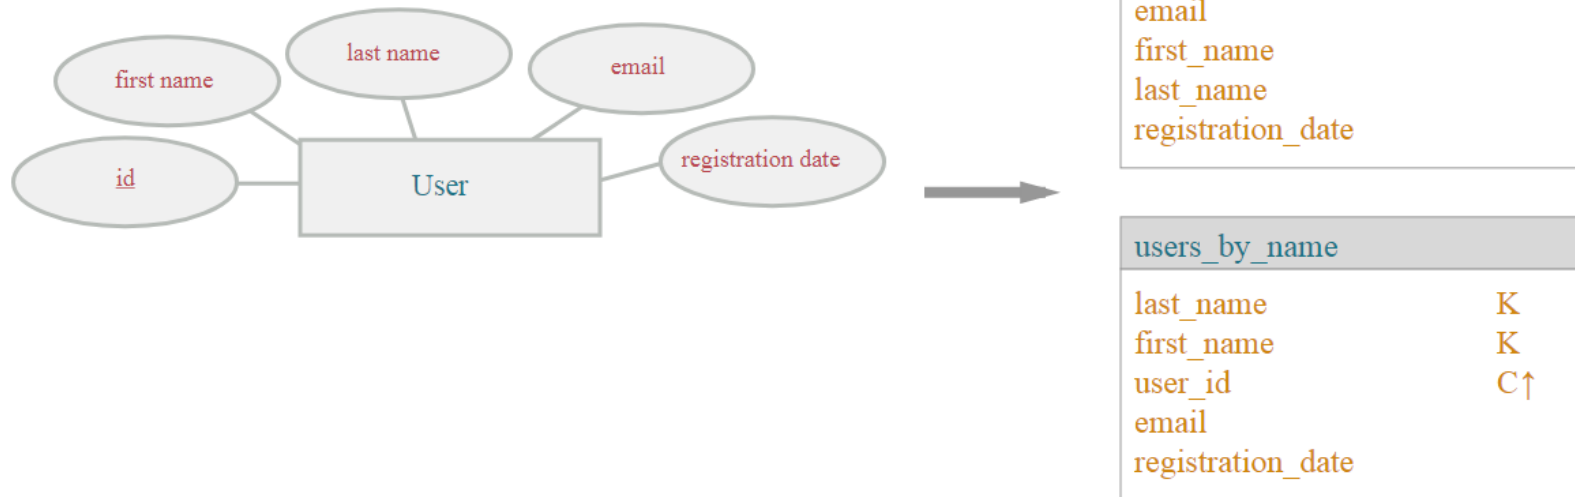 first name
last name
email
id
User
registration date
email
first_name
last_name
registration_date
users_by_name
last_name K
first_name K
user_id C↑
email
registration_date